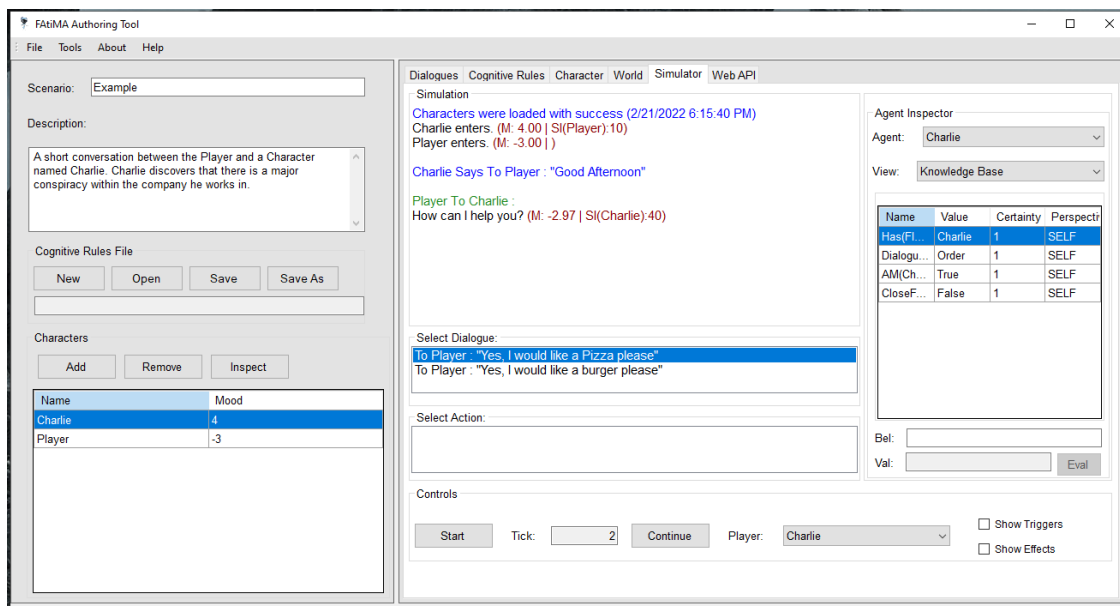 FAtiMA Authoring Tool
File Tools About Help
Scenario: Example
Description:
A short conversation between the Player and a Character
named Charlie. Charlie discovers that there is a major
conspiracy within the company he works in.
Cognitive Rules File
New Open Save Save As
Characters
Add Remove Inspect
Name Mood
Charlie 4
Player -3
Dialogues Cognitive Rules Character World Simulator Web API
Simulation
Characters were loaded with success (2/21/2022 6:15:40 PM)
Charlie enters. (M: 4.00 | SI(Player):10)
Player enters. (M: -3.00 | )
Charlie Says To Player : "Good Afternoon"
Player To Charlie :
How can I help you? (M: -2.97 | SI(Charlie):40)
Select Dialogue:
To Player : "Yes, I would like a Pizza please"
To Player : "Yes, I would like a burger please"
Select Action:
Agent Inspector
Agent: Charlie
View: Knowledge Base
Name Value Certainty Perspecti
Has(Fl... Charlie 1 SELF
Dialogu... Order 1 SELF
AM(Ch... True 1 SELF
CloseF... False 1 SELF
Bel:
Val: Eval
Controls
Start Tick: 2 Continue Player: Charlie
Show Triggers
Show Effects